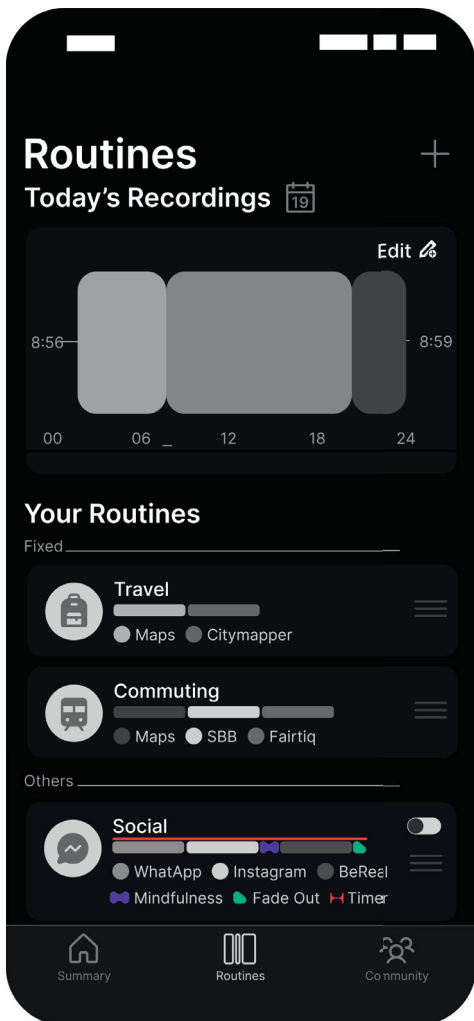 Routines
Today's Recordings 19
Edit
8:56 8:59
00 06 _ 12 18 24
Your Routines
Fixed
Travel
Maps Citymapper
Commuting
Maps SBB Fairtiq
Others
Social
WhatApp Instagram BeReal
Mindfulness Fade Out Timer
Summary Routines Community